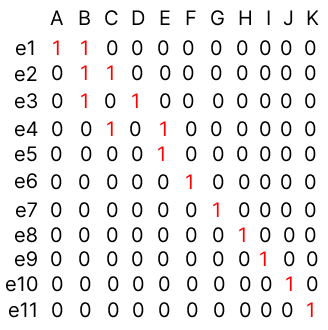 A B C D E F G H I J K
e1 1 1 0 0 0 0 0 0 0 0 0
e2 0 1 1 0 0 0 0 0 0 0 0
e3 0 1 0 1 0 0 0 0 0 0 0
e4 0 0 1 0 1 0 0 0 0 0 0
e5 0 0 0 0 1 0 0 0 0 0 0
e6 0 0 0 0 0 1 0 0 0 0 0
e7 0 0 0 0 0 0 1 0 0 0 0
e8 0 0 0 0 0 0 0 1 0 0 0
e9 0 0 0 0 0 0 0 0 1 0 0
e10 0 0 0 0 0 0 0 0 0 1 0
e11 0 0 0 0 0 0 0 0 0 0 1